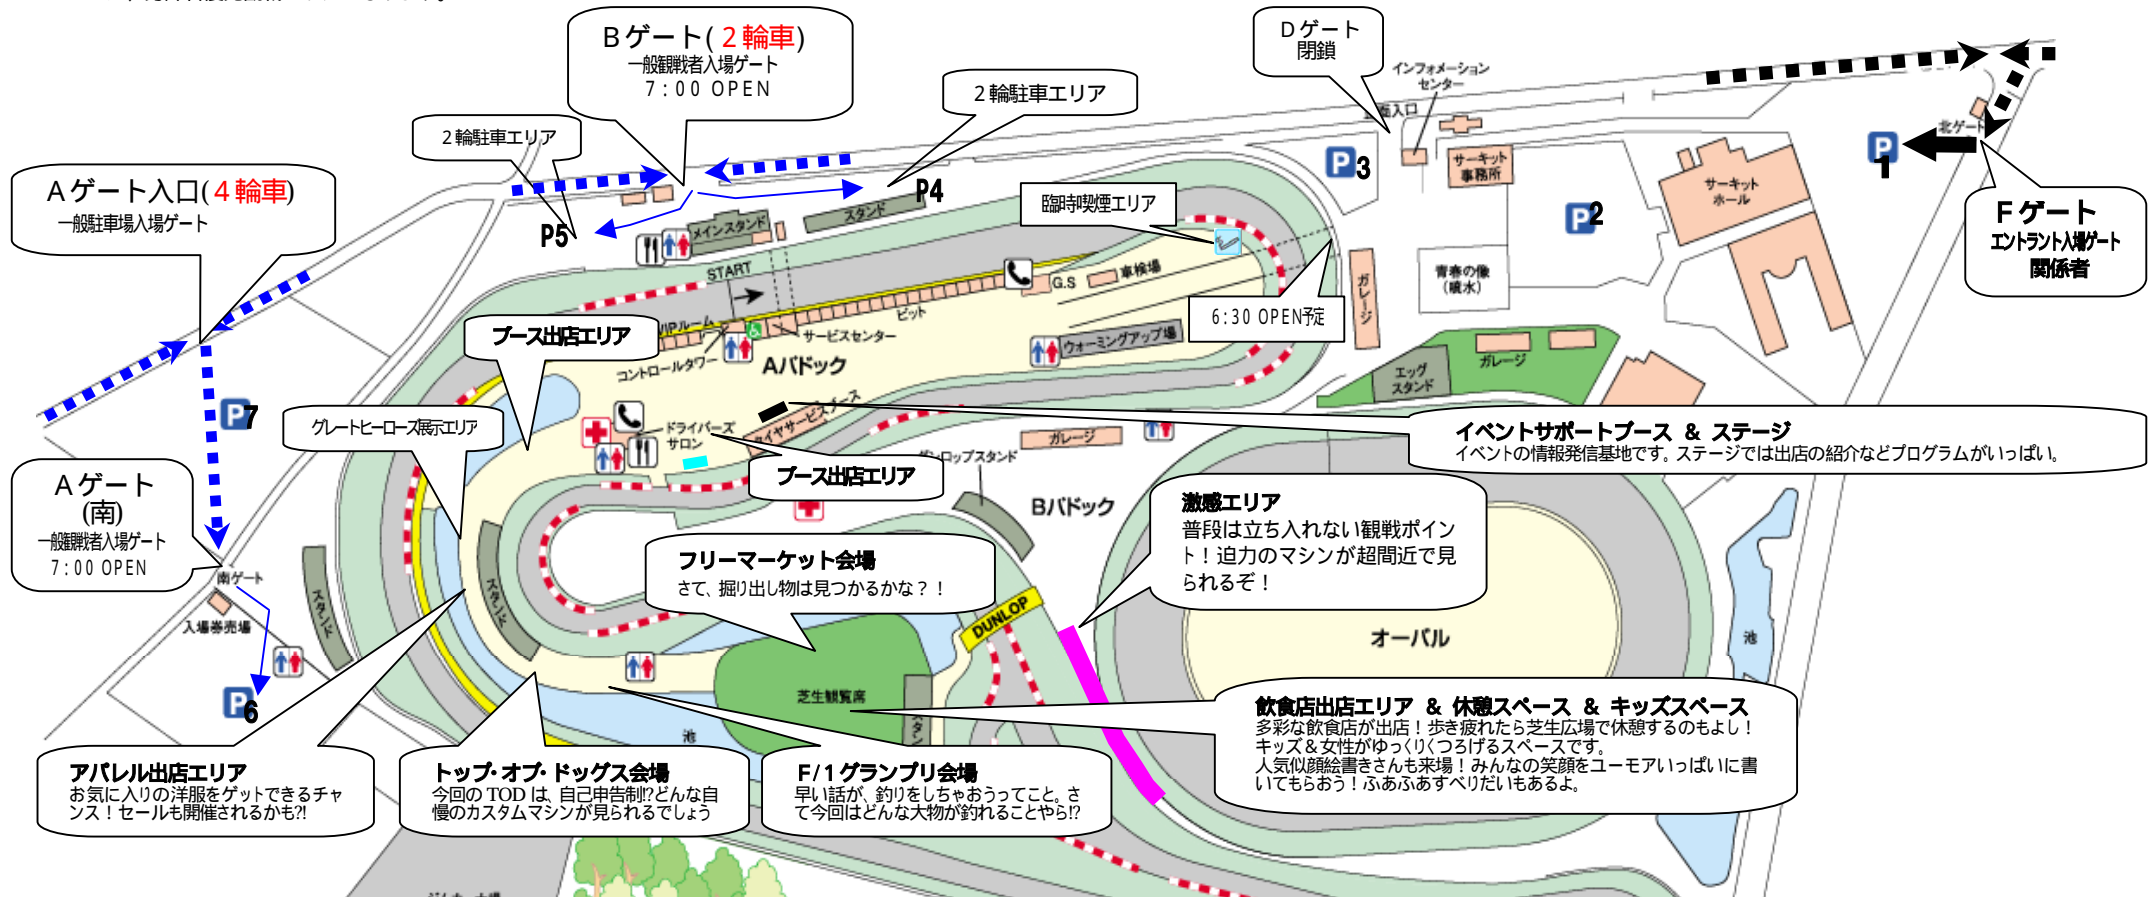 Bゲート(２輪車)
一般観戦者入場ゲート
7:00 OPEN
Dゲート
閉鎖
インフォメーション
センター
２輪駐車エリア
２輪駐車エリア
入口
北ゲート
P 1
P 3
サーキット
事務所
サーキット
ホール
Aゲート入口(４輪車)
一般駐車場入場ゲート
P4
スタンド
臨時喫煙エリア
P 2
Fゲート
エントラント入場ゲート
関係者
P5
メインスタンド
START
車検場
G.S
ガレージ
青春の像
(噴水)
6:30 OPEN予定
ピット
VIPルーム
サービスセンター
ブース出店エリア
コントロールタワー
Aパドック
ウォーミングアップ場
エッグ
スタンド
ガレージ
P 7
グレートヒーローズ展示エリア
ドライバーズ
サロン
タイヤサービスブース
ガレージ
イベントサポートブース ＆ ステージ
イベントの情報発信基地です。ステージでは出店の紹介などプログラムがいっぱい。
ダンロップスタンド
ブース出店エリア
Aゲート
(南)
一般観戦者入場ゲート
7:00 OPEN
Bパドック
激感エリア
普段は立ち入れない観戦ポイン
ト！迫力のマシンが超間近で見
られるぞ！
フリーマーケット会場
さて、掘り出し物は見つかるかな？！
南ゲート
入場券売場
スタンド
スタンド
DUNLOP
オーバル
池
P 6
芝生観覧席
スタン
池
飲食店出店エリア ＆ 休憩スペース ＆ キッズスペース
多彩な飲食店が出店！歩き疲れたら芝生広場で休憩するのもよし！
キッズ＆女性がゆっくりくつろげるスペースです。
人気似顔絵書きさんも来場！みんなの笑顔をユーモアいっぱいに書
いてもらおう！ふあふあすべりだいもあるよ。
アパレル出店エリア
お気に入りの洋服をゲットできるチャ
ンス！セールも開催されるかも?!
トップ・オブ・ドッグス会場
今回の TOD は、自己申告制!?どんな自
慢のカスタムマシンが見られるでしょう
F/1グランプリ会場
早い話が、釣りをしちゃおうってこと。さ
て今回はどんな大物が釣れることやら!?